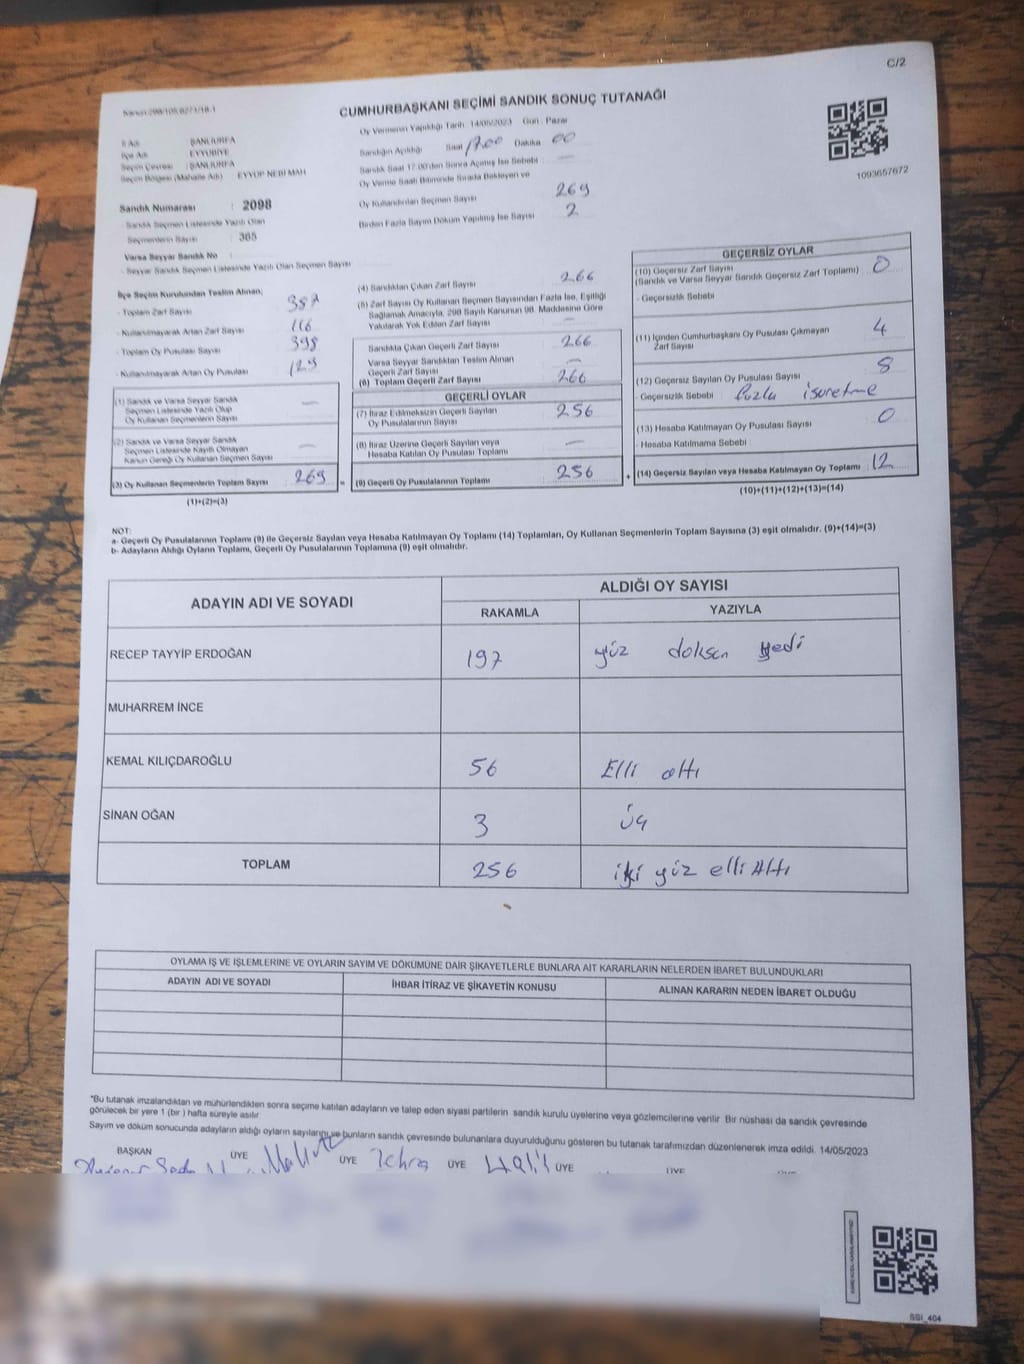 C/2
CUMHURBAŞKANI SEÇİMİ SANDIK SONUÇ TUTANAĞI
Oy Vermenin Yapıldığı Tarih: 14/05/2023 Gün : Pazar
İl Adı : ŞANLIURFA
İlçe Adı : EYYÜBİYE
Seçim Çevresi : ŞANLIURFA
Seçim Bölgesi (Mahalle Adı) : EYYÜP NEBİ MAH
Sandık Numarası : 2098
- Sandık Seçmen Listesinde Yazılı Olan
Seçmenlerin Sayısı : 365
Varsa Seyyar Sandık No
- Seyyar Sandık Seçmen Listesinde Yazılı Olan Seçmen Sayısı :
Sandığın Açıldığı Saat 17.00 Dakika 00
Sandık Saat 17:00'den Sonra Açılmış İse Sebebi : —
Oy Verme Saati Bitiminde Sırada Bekleyen ve
Oy Kullandırılan Seçmen Sayısı 269
Birden Fazla Sayım Döküm Yapılmış İse Sayısı 2
1093657672
İlçe Seçim Kurulundan Teslim Alınan;
- Toplam Zarf Sayısı
- Kullanılmayarak Artan Zarf Sayısı 116
- Toplam Oy Pusulası Sayısı 398
- Kullanılmayarak Artan Oy Pusulası 129
(1) Sandık ve Varsa Seyyar Sandık
Seçmen Listesinde Yazılı Olup
Oy Kullanan Seçmenlerin Sayısı —
(2) Sandık ve Varsa Seyyar Sandık
Seçmen Listesinde Kayıtlı Olmayan
Kanun Gereği Oy Kullanan Seçmen Sayısı —
(3) Oy Kullanan Seçmenlerin Toplam Sayısı 269 =
(1)+(2)=(3)
(4) Sandıktan Çıkan Zarf Sayısı 266
(5) Zarf Sayısı Oy Kullanan Seçmen Sayısından Fazla İse, Eşitliği
Sağlamak Amacıyla, 298 Sayılı Kanunun 98. Maddesine Göre
Yakılarak Yok Edilen Zarf Sayısı —
Sandıkta Çıkan Geçerli Zarf Sayısı 266
Varsa Seyyar Sandıktan Teslim Alınan
Geçerli Zarf Sayısı —
(6) Toplam Geçerli Zarf Sayısı 266
GEÇERLİ OYLAR
(7) İtiraz Edilmeksizin Geçerli Sayılan
Oy Pusulalarının Sayısı 256
(8) İtiraz Üzerine Geçerli Sayılan veya
Hesaba Katılan Oy Pusulası Toplamı —
(9) Geçerli Oy Pusulalarının Toplamı 256 +
GEÇERSİZ OYLAR
(10) Geçersiz Zarf Sayısı
(Sandık ve Varsa Seyyar Sandık Geçersiz Zarf Toplamı) 0
- Geçersizlik Sebebi
(11) İçinden Cumhurbaşkanı Oy Pusulası Çıkmayan
Zarf Sayısı 4
(12) Geçersiz Sayılan Oy Pusulası Sayısı 8
- Geçersizlik Sebebi : fazla işaretme
(13) Hesaba Katılmayan Oy Pusulası Sayısı 0
- Hesaba Katılmama Sebebi :
(14) Geçersiz Sayılan veya Hesaba Katılmayan Oy Toplamı 12
(10)+(11)+(12)+(13)=(14)
NOT:
a- Geçerli Oy Pusulalarının Toplamı (9) ile Geçersiz Sayılan veya Hesaba Katılmayan Oy Toplamı (14) Toplamları, Oy Kullanan Seçmenlerin Toplam Sayısına (3) eşit olmalıdır. (9)+(14)=(3)
b- Adayların Aldığı Oyların Toplamı, Geçerli Oy Pusulalarının Toplamına (9) eşit olmalıdır.
ADAYIN ADI VE SOYADI ALDIĞI OY SAYISI
RAKAMLA YAZIYLA
RECEP TAYYİP ERDOĞAN 197 yüz doksan yedi
MUHARREM İNCE
KEMAL KILIÇDAROĞLU 56 Elli altı
SİNAN OĞAN 3 üç
TOPLAM 256 iki yüz elli Altı
OYLAMA İŞ VE İŞLEMLERİNE VE OYLARIN SAYIM VE DÖKÜMÜNE DAİR ŞİKAYETLERLE BUNLARA AİT KARARLARIN NELERDEN İBARET BULUNDUKLARI
ADAYIN ADI VE SOYADI İHBAR İTİRAZ VE ŞİKAYETİN KONUSU ALINAN KARARIN NEDEN İBARET OLDUĞU
*Bu tutanak imzalandıktan ve mühürlendikten sonra seçime katılan adayların ve talep eden siyasi partilerin sandık kurulu üyelerine veya gözlemcilerine verilir. Bir nüshası da sandık çevresinde
görülecek bir yere 1 (bir ) hafta süreyle asılır.
Sayım ve döküm sonucunda adayların aldığı oyların sayılarını ve bunların sandık çevresinde bulunanlara duyurulduğunu gösteren bu tutanak tarafımızdan düzenlenerek imza edildi. 14/05/2023
BAŞKAN ÜYE ÜYE ÜYE ÜYE ÜYE
Halil
SSI_404